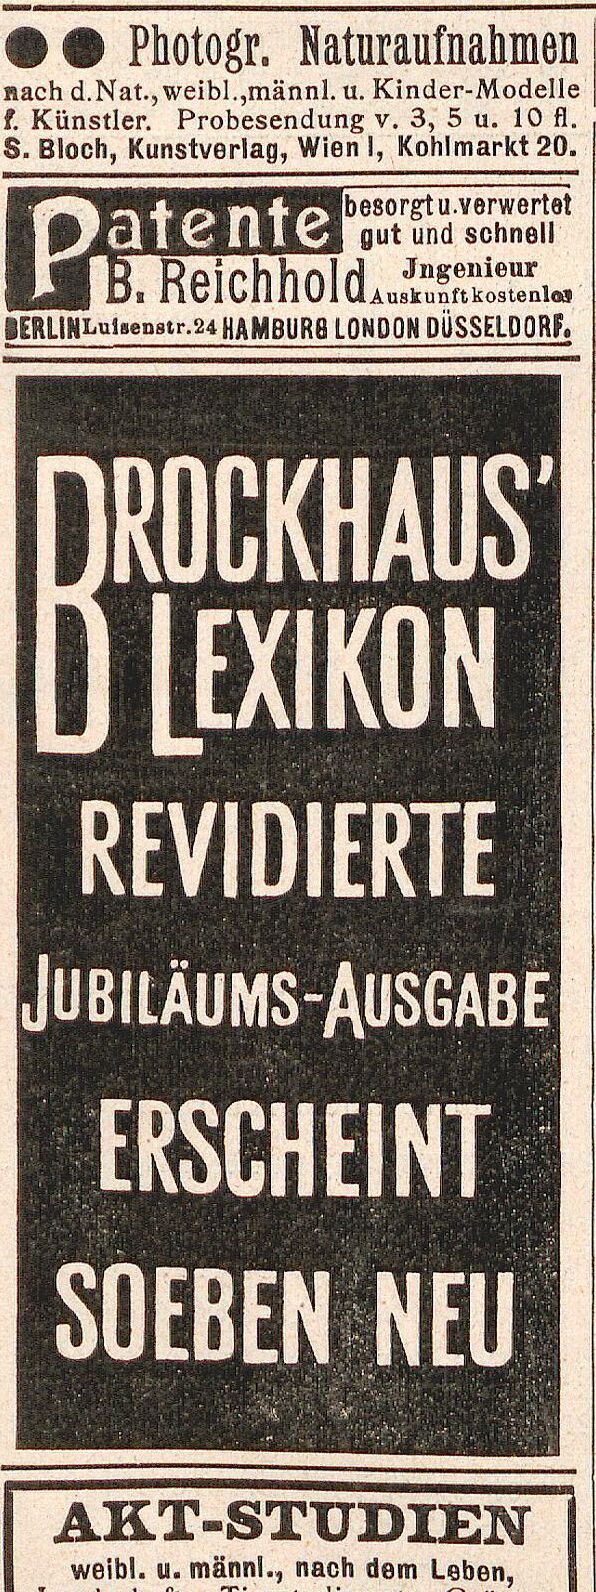 Photogr. Naturaufnahmen
nach d. Nat., weibl., männl. u. Kinder-Modelle
f. Künstler. Probesendung v. 3, 5 u. 10 fl.
S. Bloch, Kunstverlag, Wien I, Kohlmarkt 20.
Patente besorgt u. verwertet
gut und schnell
B. Reichhold Jngenieur
Auskunft kostenlos
BERLIN Luisenstr. 24 HAMBURG LONDON DÜSSELDORF.
BROCKHAUS'
LEXIKON
REVIDIERTE
JUBILÄUMS-AUSGABE
ERSCHEINT
SOEBEN NEU
AKT-STUDIEN
weibl. u. männl., nach dem Leben,